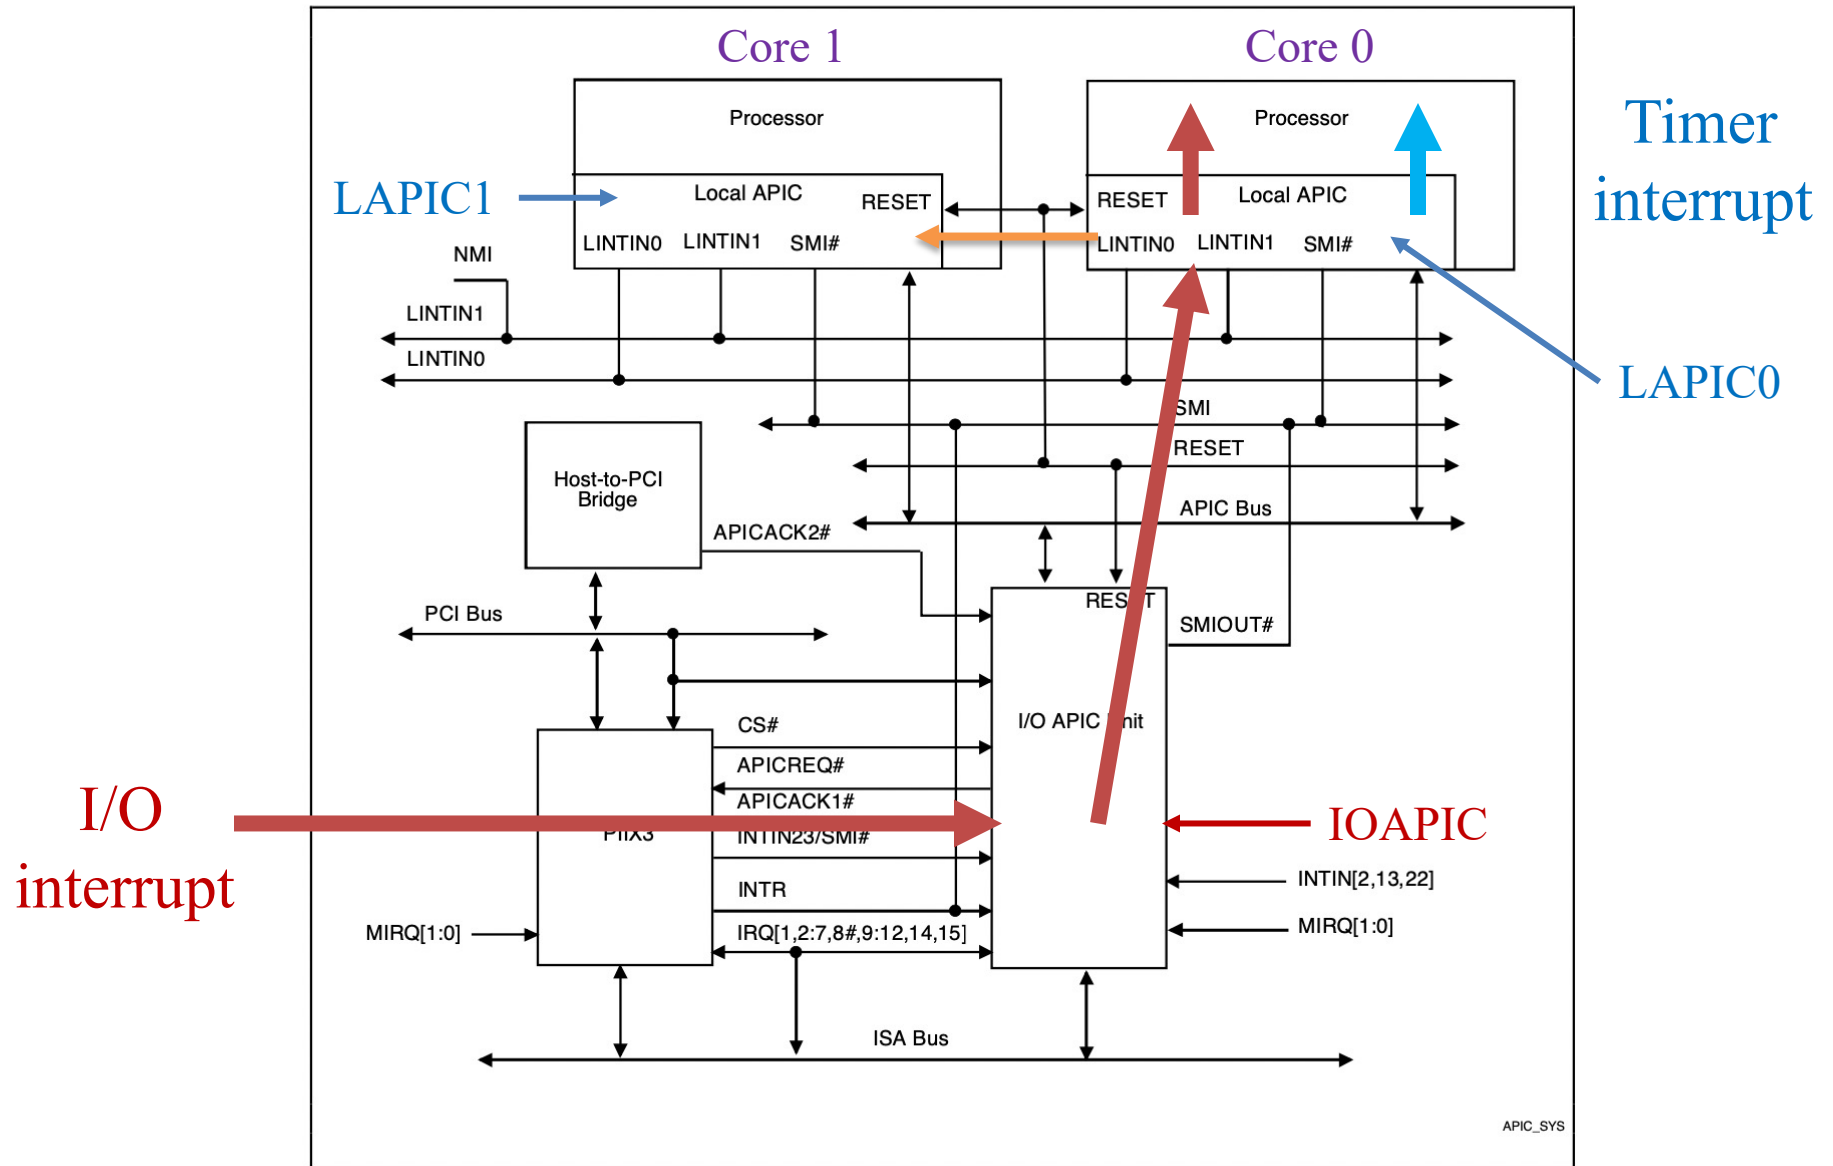 Core 1
Core 0
Processor
Processor
Timer
interrupt
LAPIC1
Local APIC
RESET
RESET
Local APIC
LINTIN0
LINTIN1
SMI#
LINTIN0
LINTIN1
SMI#
NMI
LINTIN1
LINTIN0
LAPIC0
SMI
RESET
Host-to-PCI
Bridge
APIC Bus
APICACK2#
PCI Bus
RESET
SMIOUT#
CS#
I/O APIC Unit
APICREQ#
APICACK1#
I/O
interrupt
PIIX3
INTIN23/SMI#
IOAPIC
INTR
INTIN[2,13,22]
MIRQ[1:0]
IRQ[1,2:7,8#,9:12,14,15]
MIRQ[1:0]
ISA Bus
APIC_SYS